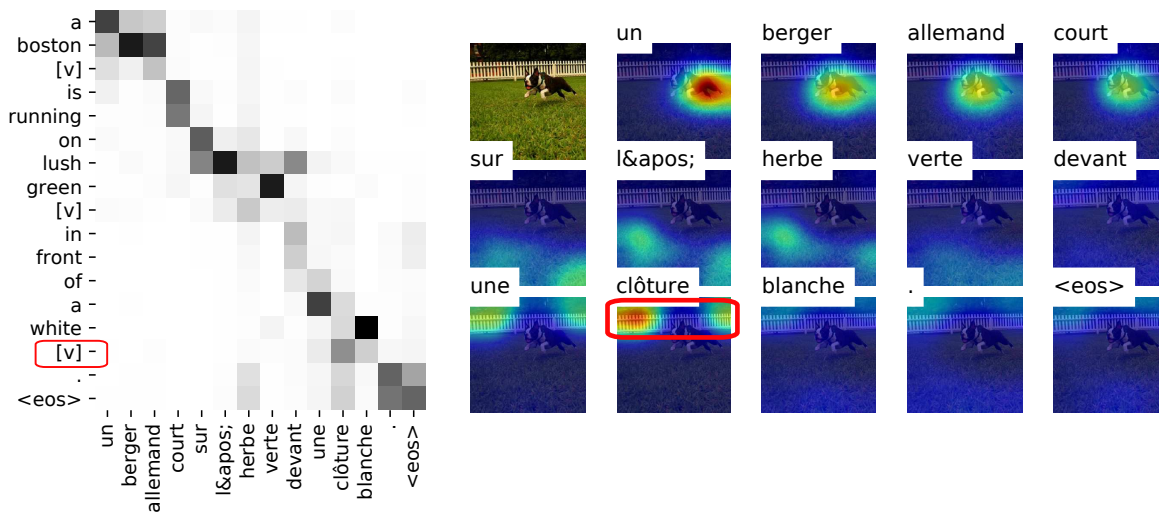 a
boston
[v]
is
running
on
lush
green
[v]
in
front
of
a
white
[v]
.
<eos>
un
berger
allemand
court
sur
l&apos;
herbe
verte
devant
une
clôture
blanche
.
<eos>
un berger allemand court
sur l&apos; herbe verte devant
une clôture blanche . <eos>